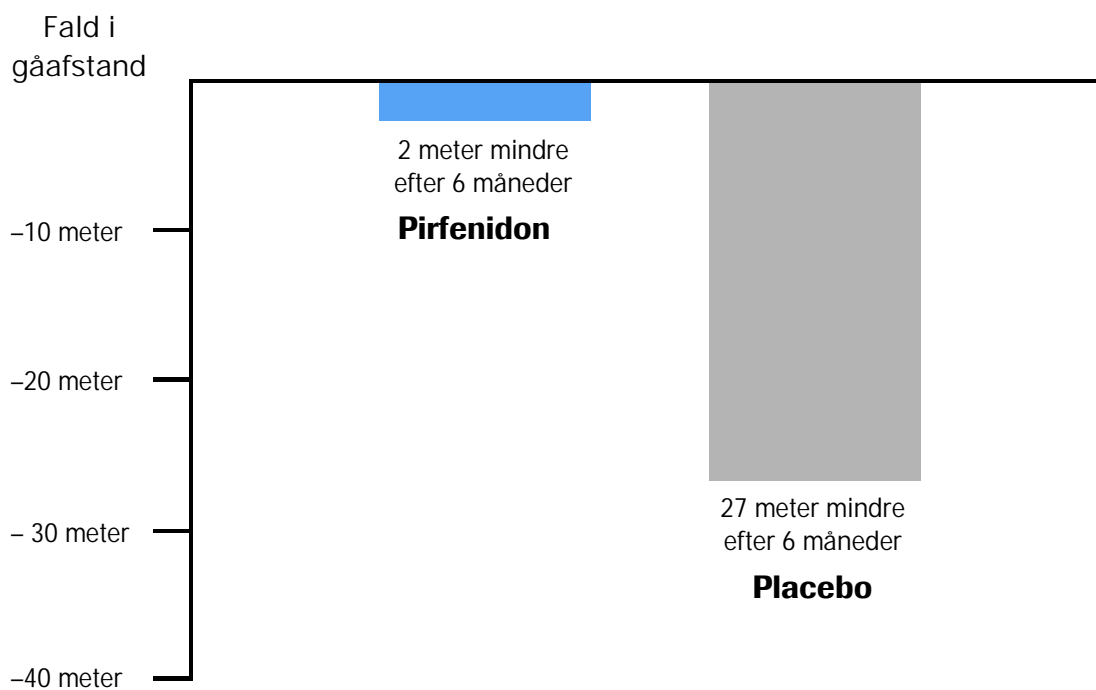 Fald i
gåafstand
2 meter mindre
efter 6 måneder
Pirfenidon
–10 meter
–20 meter
27 meter mindre
efter 6 måneder
– 30 meter
Placebo
–40 meter